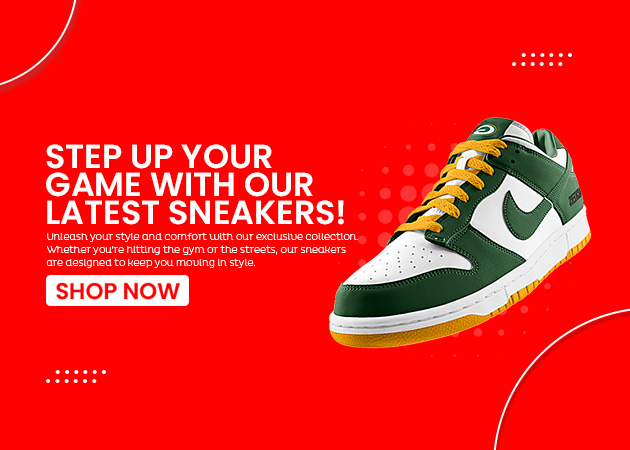 STEP UP YOUR
GAME WITH OUR
LATEST SNEAKERS!
Unleash your style and comfort with our exclusive collection.
Whether you're hitting the gym or the streets, our sneakers
are designed to keep you moving in style.
SHOP NOW